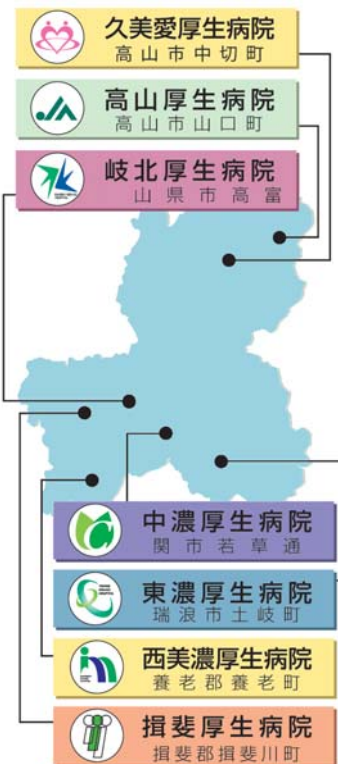 久美愛厚生病院
高山市中切町
高山厚生病院
高山市山口町
岐北厚生病院
山県市高富
中濃厚生病院
関市若草通
東濃厚生病院
瑞浪市土岐町
西美濃厚生病院
養老郡養老町
揖斐厚生病院
揖斐郡揖斐川町